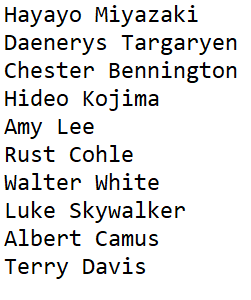 Hayayo Miyazaki
Daenerys Targaryen
Chester Bennington
Hideo Kojima
Amy Lee
Rust Cohle
Walter White
Luke Skywalker
Albert Camus
Terry Davis